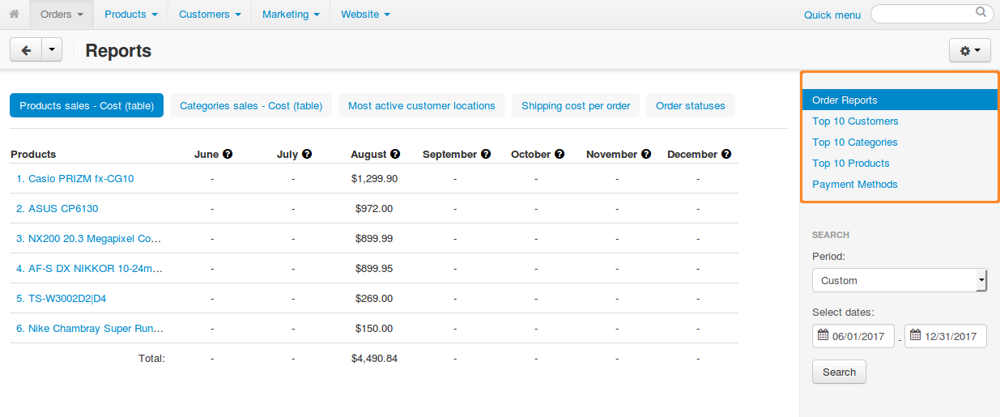 Orders Products Customers Marketing Website Quick menu
Reports
Products sales - Cost (table) Categories sales - Cost (table) Most active customer locations Shipping cost per order Order statuses
Products June ? July ? August ? September ? October ? November ? December ?
1. Casio PRIZM fx-CG10 - - $1,299.90 - - - -
2. ASUS CP6130 - - $972.00 - - - -
3. NX200 20.3 Megapixel Co... - - $899.99 - - - -
4. AF-S DX NIKKOR 10-24m... - - $899.95 - - - -
5. TS-W3002D2|D4 - - $269.00 - - - -
6. Nike Chambray Super Run... - - $150.00 - - - -
Total: - - $4,490.84 - - - -
Order Reports
Top 10 Customers
Top 10 Categories
Top 10 Products
Payment Methods
SEARCH
Period:
Custom
Select dates:
06/01/2017 - 12/31/2017
Search